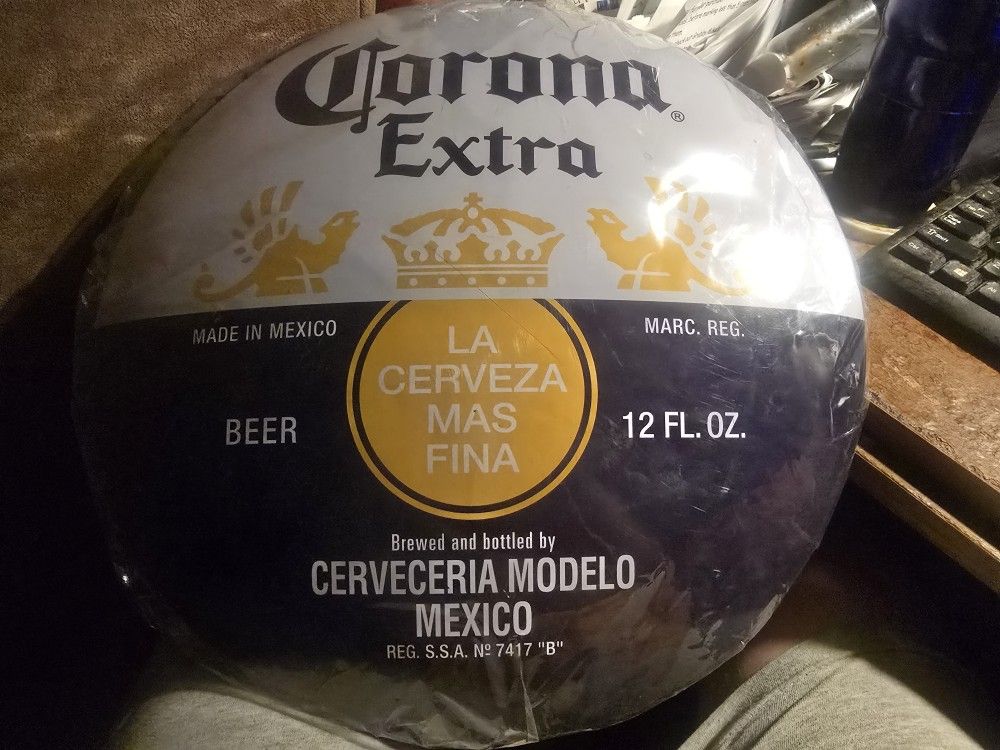 Corona®
Extra
MADE IN MEXICO
MARC. REG.
LA
CERVEZA
MAS
FINA
BEER
12 FL. OZ.
Brewed and bottled by
CERVECERIA MODELO
MEXICO
REG. S.S.A. Nº 7417 "B"